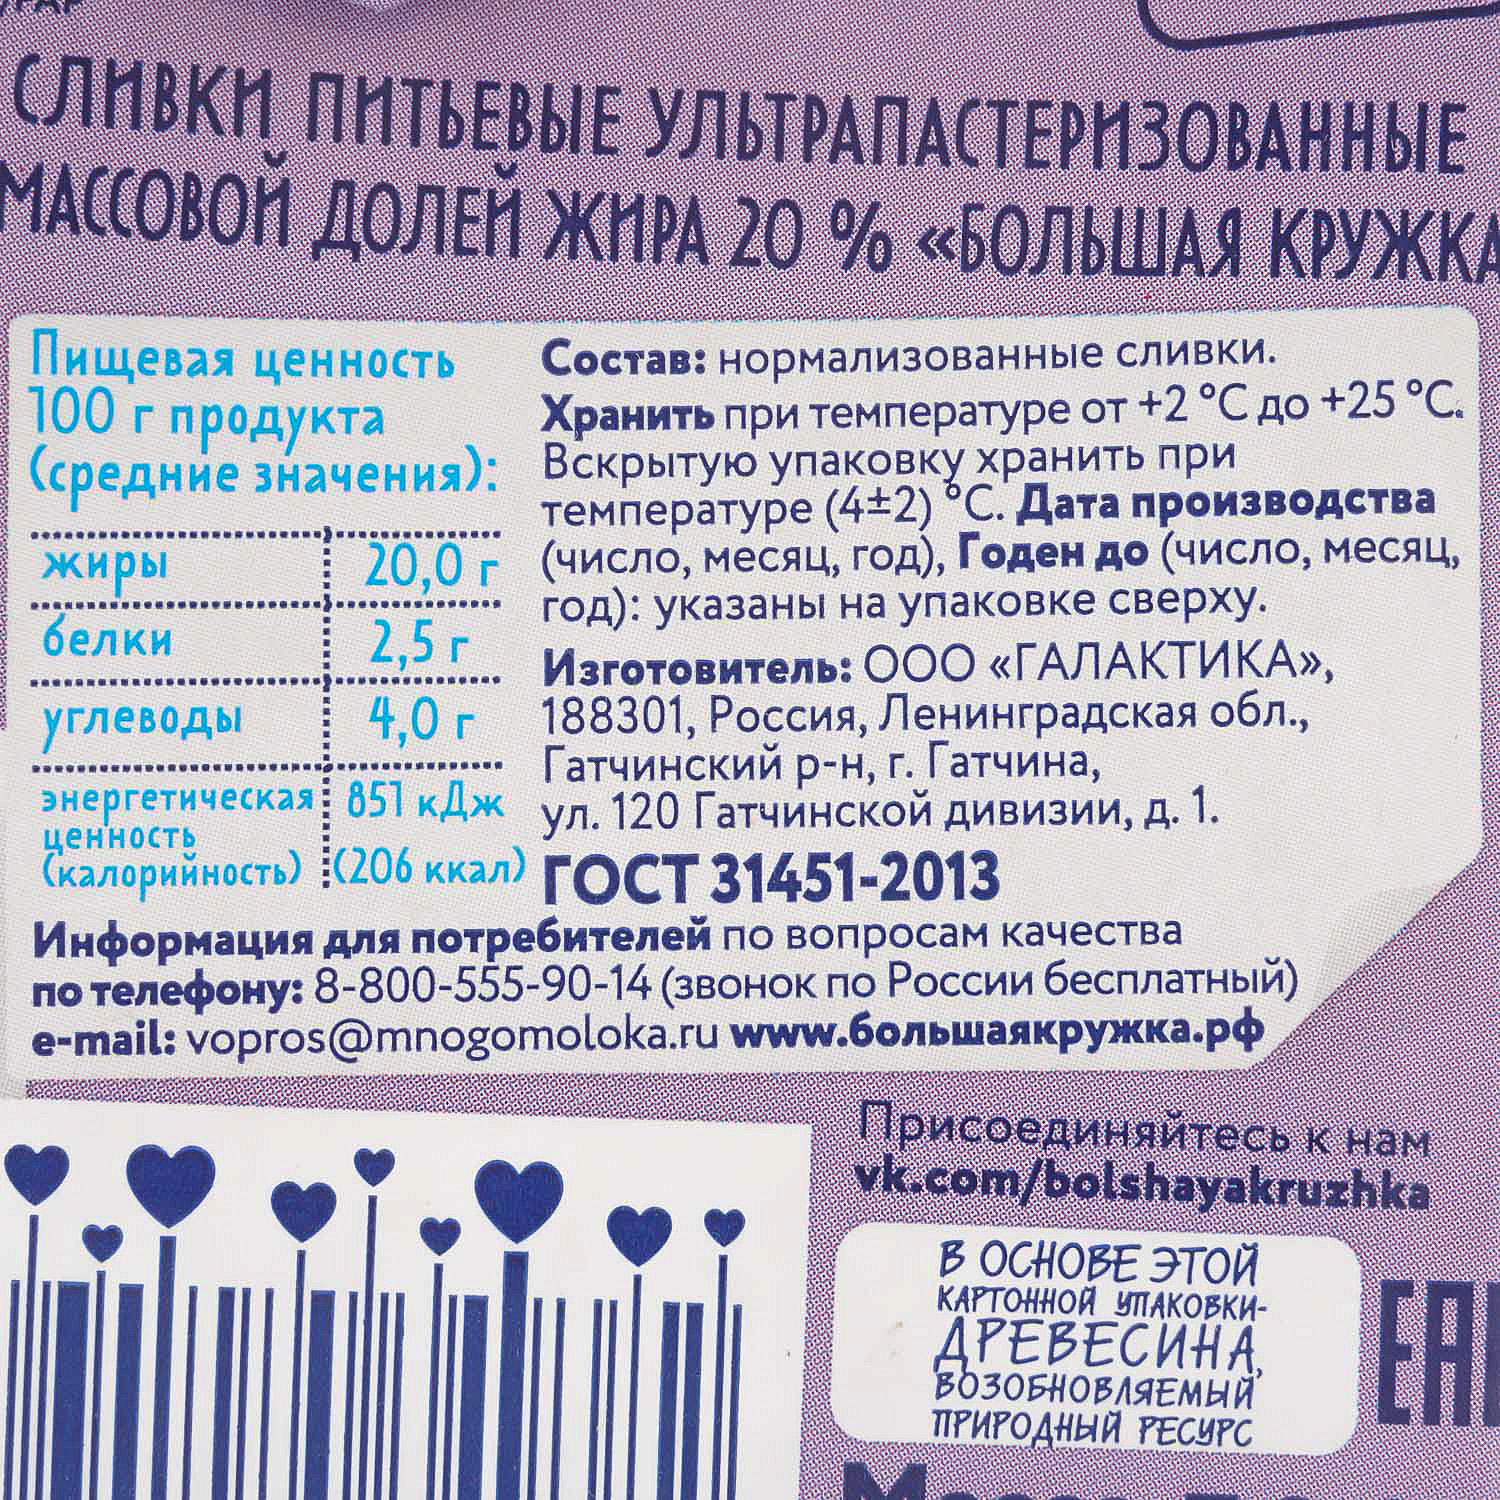 СЛИВКИ ПИТЬЕВЫЕ УЛЬТРАПАСТЕРИЗОВАННЫЕ
МАССОВОЙ ДОЛЕЙ ЖИРА 20 % «БОЛЬШАЯ КРУЖКА
Пищевая ценность
100 г продукта
(средние значения):
жиры 20,0 г
белки 2,5 г
углеводы 4,0 г
энергетическая 851 кДж
ценность
(калорийность) (206 ккал)
Состав: нормализованные сливки.
Хранить при температуре от +2 °С до +25 °С.
Вскрытую упаковку хранить при
температуре (4±2) °С. Дата производства
(число, месяц, год), Годен до (число, месяц,
год): указаны на упаковке сверху.
Изготовитель: ООО «ГАЛАКТИКА»,
188301, Россия, Ленинградская обл.,
Гатчинский р-н, г. Гатчина,
ул. 120 Гатчинской дивизии, д. 1.
ГОСТ 31451-2013
Информация для потребителей по вопросам качества
по телефону: 8-800-555-90-14 (звонок по России бесплатный)
e-mail: vopros@mnogomoloka.ru www.большаякружка.рф
Присоединяйтесь к нам
vk.com/bolshayakruzhka
В ОСНОВЕ ЭТОЙ
КАРТОННОЙ УПАКОВКИ-
ДРЕВЕСИНА,
ВОЗОБНОВЛЯЕМЫЙ
ПРИРОДНЫЙ РЕСУРС